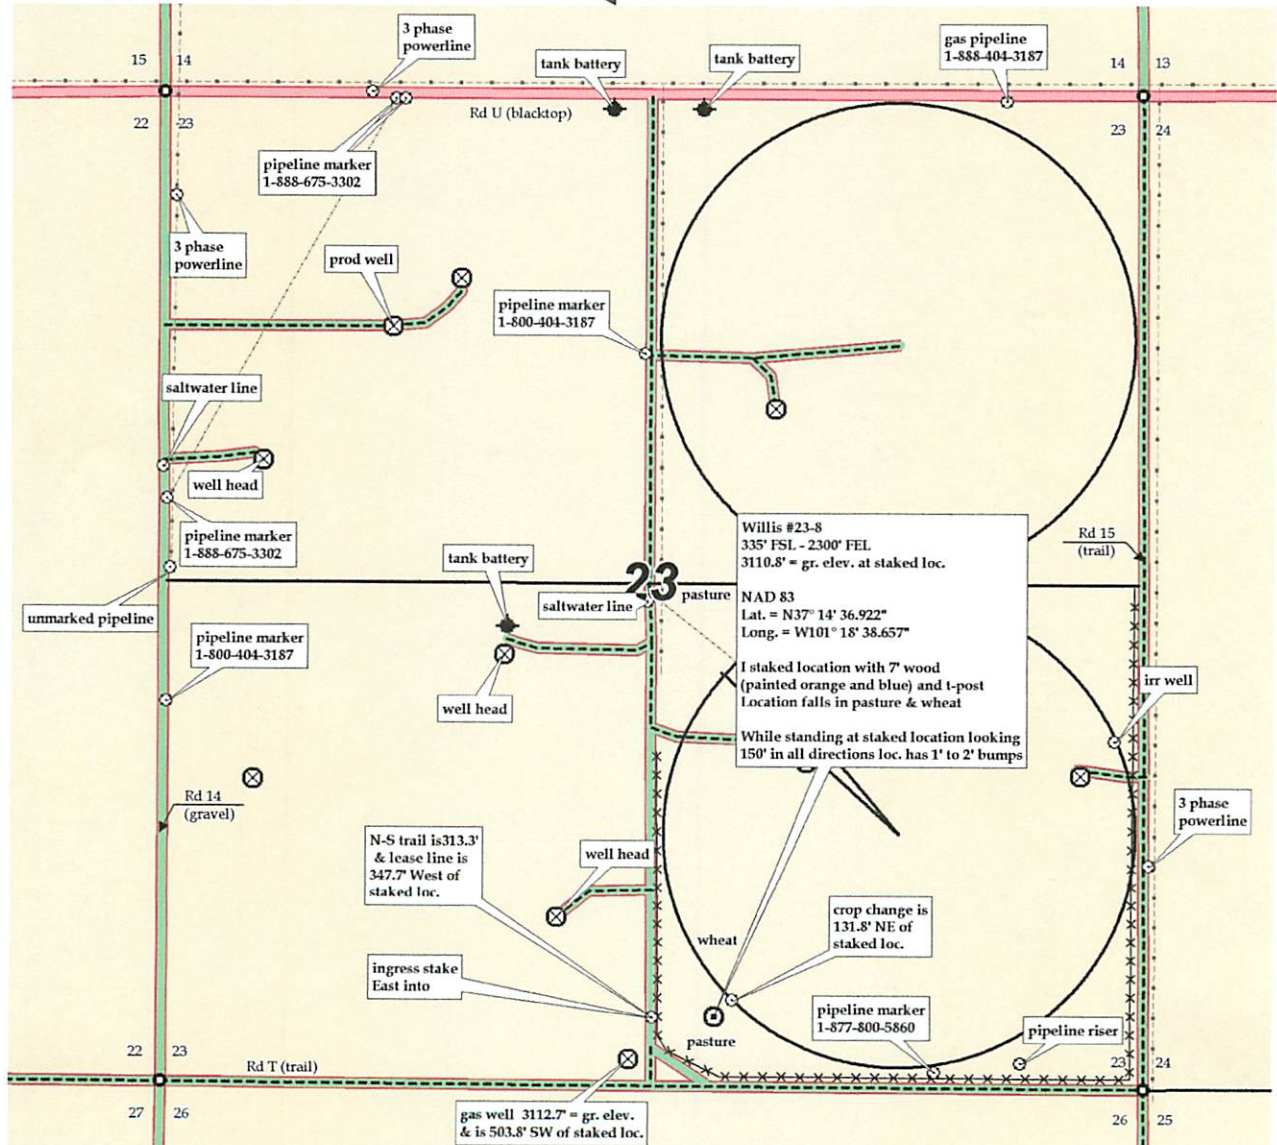 3 phase
powerline
tank battery
tank battery
gas pipeline
1-888-404-3187
15 14
14 13
22 23
Rd U (blacktop)
23 24
pipeline marker
1-888-675-3302
3 phase
powerline
prod well
pipeline marker
1-800-404-3187
saltwater line
well head
pipeline marker
1-888-675-3302
tank battery
Rd 15
(trail)
Willis #23-8
335' FSL - 2300' FEL
3110.8' = gr. elev. at staked loc.
NAD 83
Lat. = N37° 14' 36.922"
Long. = W101° 18' 38.657"
I staked location with 7' wood
(painted orange and blue) and t-post
Location falls in pasture & wheat
While standing at staked location looking
150' in all directions loc. has 1' to 2' bumps
23
pasture
saltwater line
unmarked pipeline
pipeline marker
1-800-404-3187
well head
irr well
Rd 14
(gravel)
3 phase
powerline
N-S trail is313.3'
& lease line is
347.7' West of
staked loc.
well head
crop change is
131.8' NE of
staked loc.
wheat
ingress stake
East into
pipeline marker
1-877-800-5860
pipeline riser
pasture
22 23
Rd T (trail)
23 24
27 26
gas well 3112.7' = gr. elev.
& is 503.8' SW of staked loc.
26 25